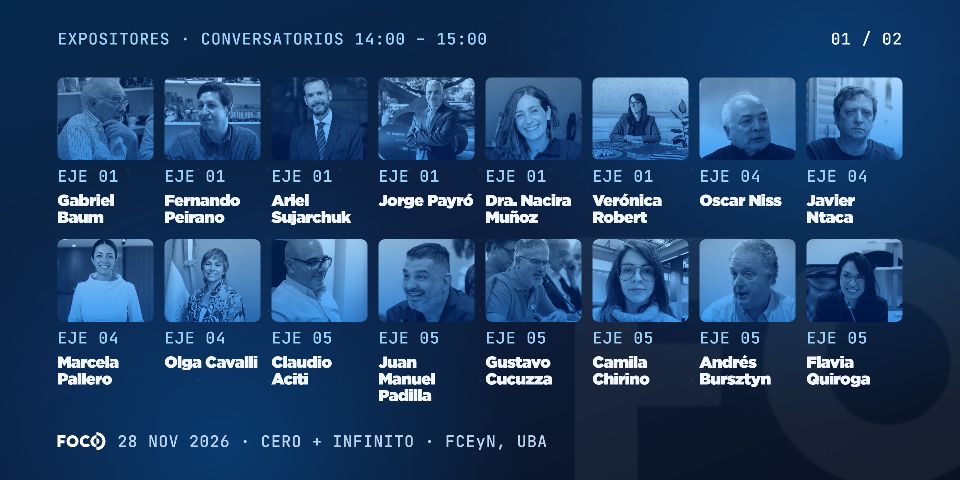 EXPOSITORES · CONVERSATORIOS 14:00 – 15:00
01 / 02
EJE 01
Gabriel
Baum
EJE 01
Fernando
Peirano
EJE 01
Ariel
Sujarchuk
EJE 01
Jorge Payró
EJE 01
Dra. Nacira
Muñoz
EJE 01
Verónica
Robert
EJE 04
Oscar Niss
EJE 04
Javier
Ntaca
EJE 04
Marcela
Pallero
EJE 04
Olga Cavalli
EJE 05
Claudio
Aciti
EJE 05
Juan
Manuel
Padilla
EJE 05
Gustavo
Cucuzza
EJE 05
Camila
Chirino
EJE 05
Andrés
Bursztyn
EJE 05
Flavia
Quiroga
FOCO 28 NOV 2026 · CERO + INFINITO · FCEyN, UBA